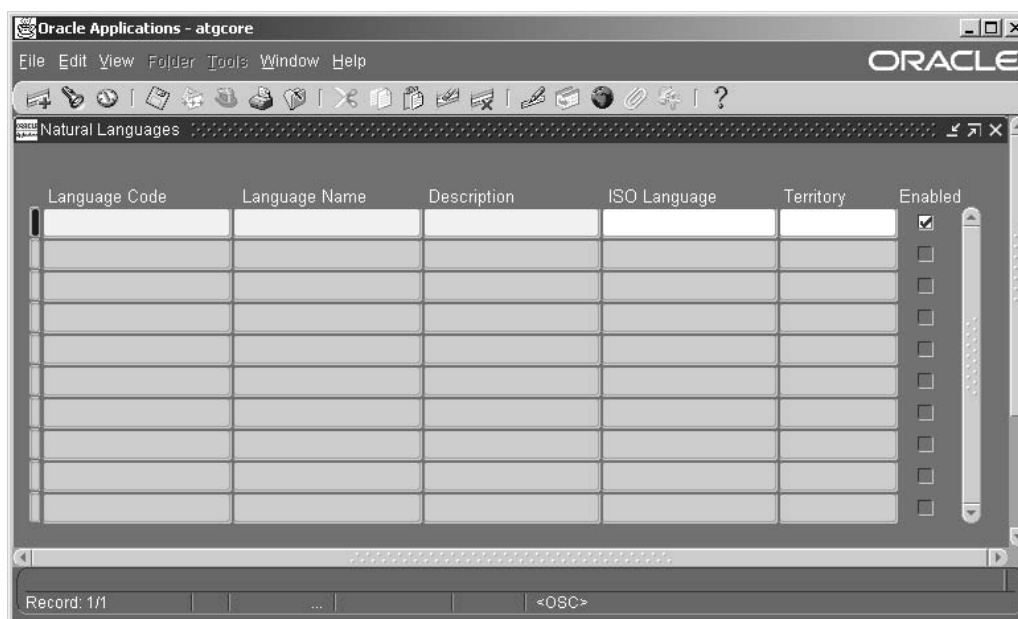 Oracle Applications - atgcore
File Edit View Folder Tools Window Help
ORACLE
?
Natural Languages
Language Code Language Name Description ISO Language Territory Enabled
Record: 1/1 ... <OSC>